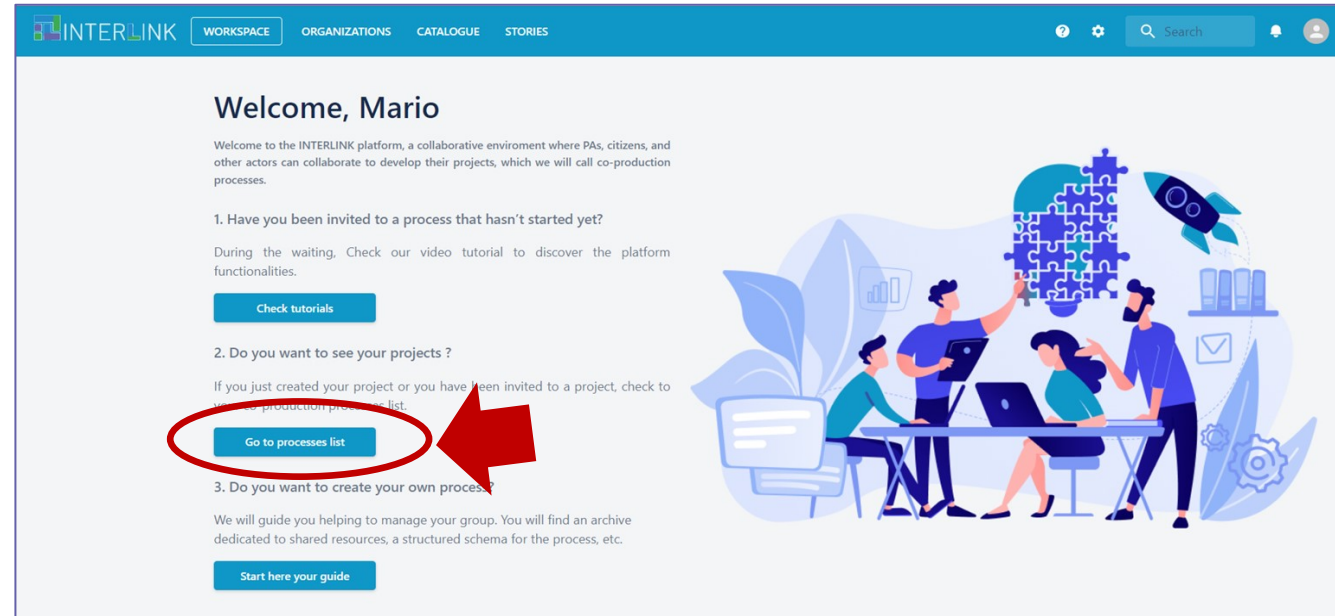 INTERLINK WORKSPACE ORGANIZATIONS CATALOGUE STORIES Search
Welcome, Mario
Welcome to the INTERLINK platform, a collaborative enviroment where PAs, citizens, and
other actors can collaborate to develop their projects, which we will call co-production
processes.
1. Have you been invited to a process that hasn't started yet?
During the waiting, Check our video tutorial to discover the platform
functionalities.
Check tutorials
2. Do you want to see your projects ?
If you just created your project or you have been invited to a project, check to
co-production processes list.
Go to processes list
3. Do you want to create your own process?
We will guide you helping to manage your group. You will find an archive
dedicated to shared resources, a structured schema for the process, etc.
Start here your guide